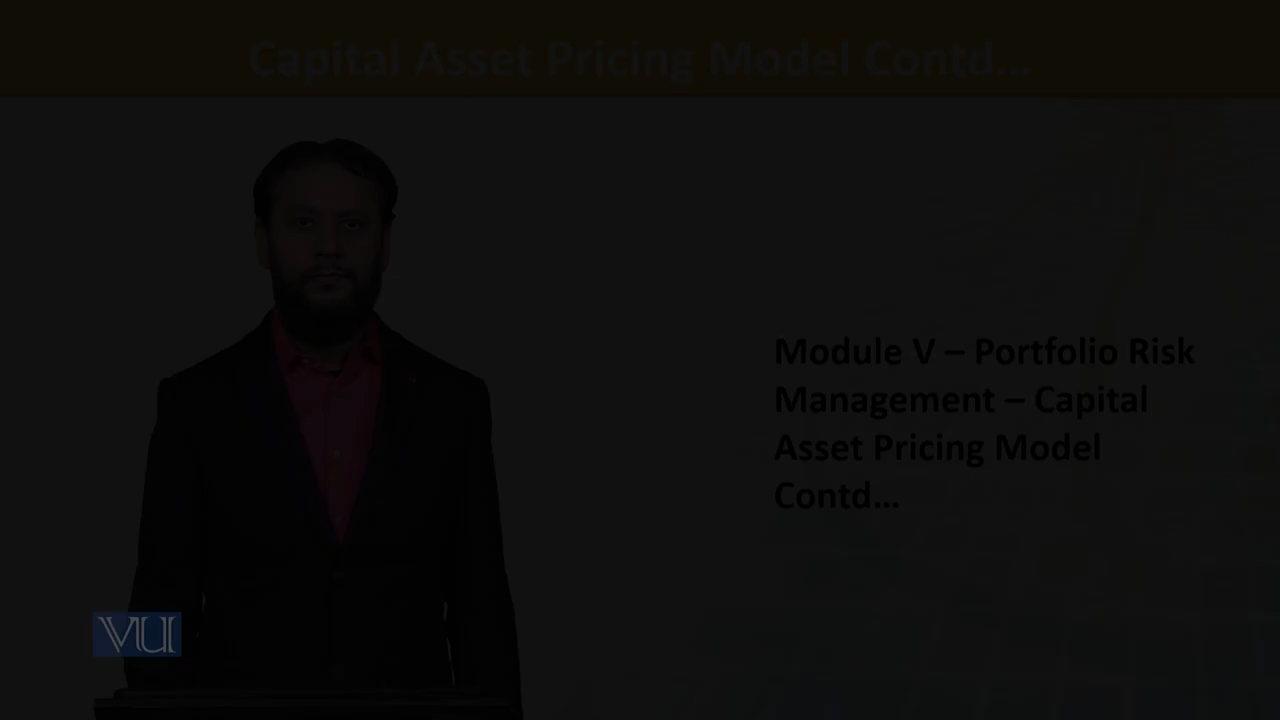 Capital Asset Pricing Model Contd...
Module V – Portfolio Risk
Management – Capital
Asset Pricing Model
Contd...
VU